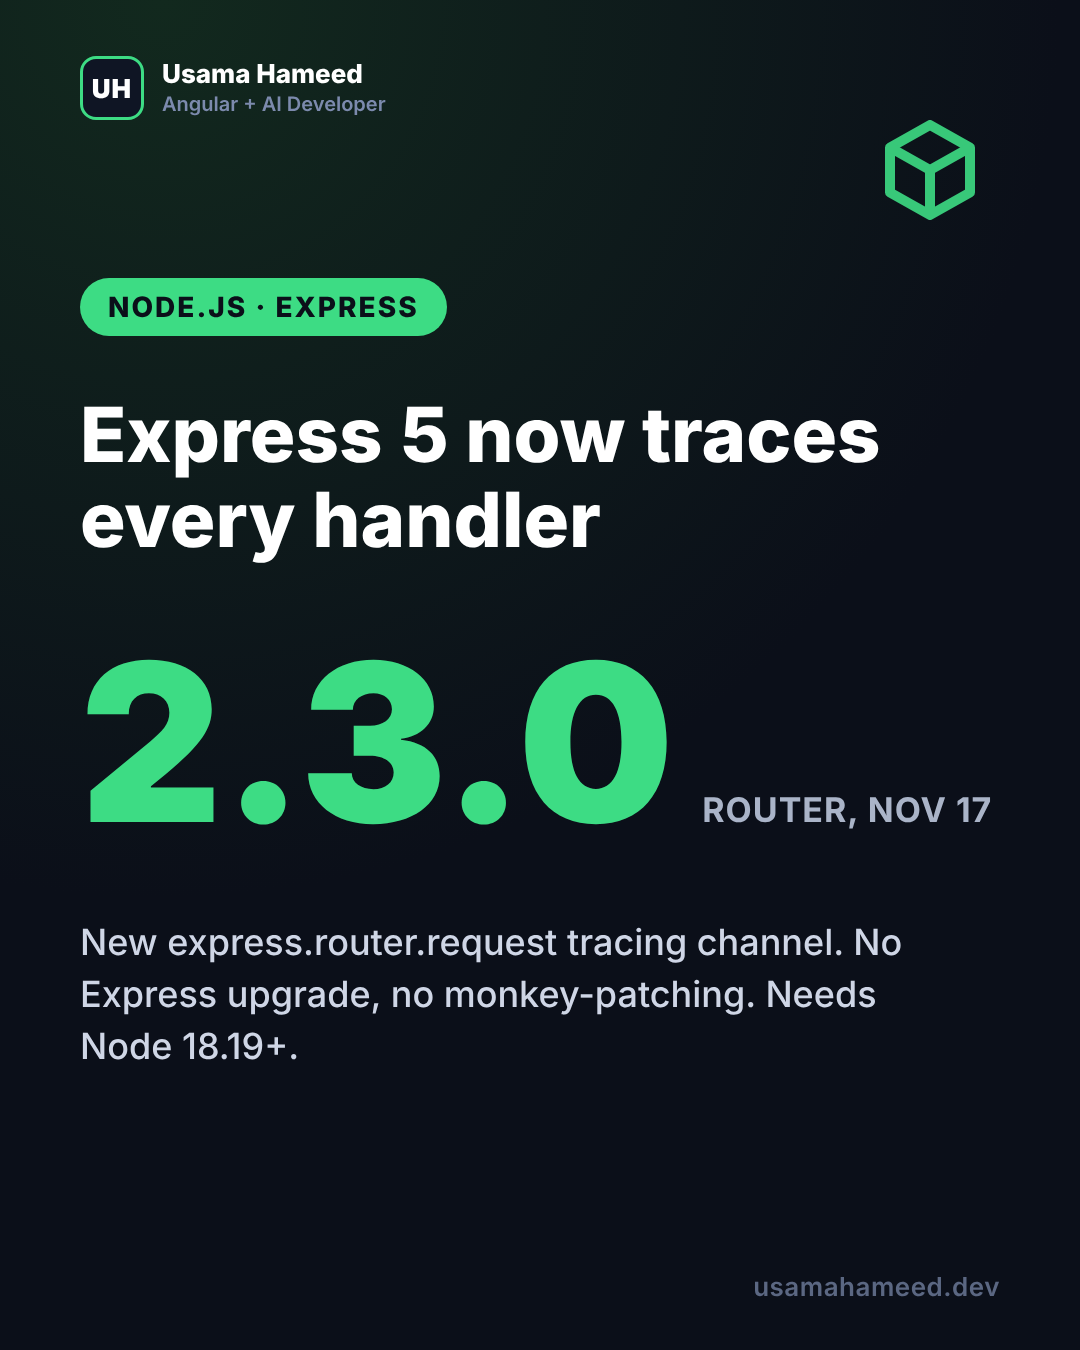 UH
Usama Hameed
Angular + AI Developer
NODE.JS · EXPRESS
Express 5 now traces
every handler
2.3.0
ROUTER, NOV 17
New express.router.request tracing channel. No
Express upgrade, no monkey-patching. Needs
Node 18.19+.
usamahameed.dev